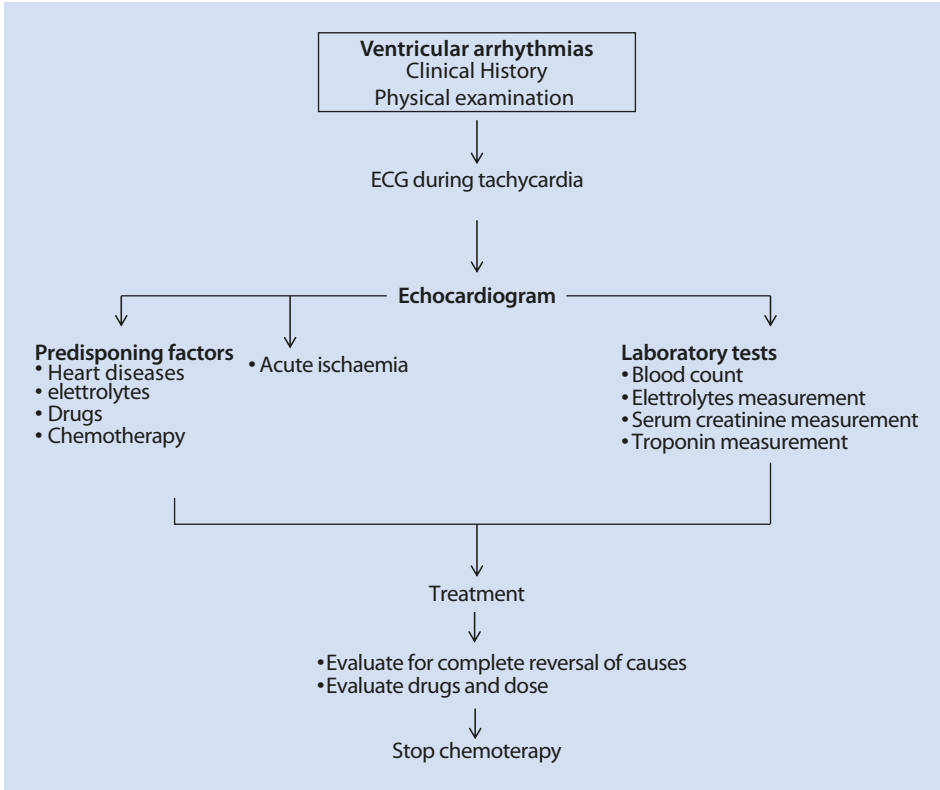 Ventricular arrhythmias
Clinical History
Physical examination
ECG during tachycardia
Echocardiogram
Predisponing factors
• Heart diseases
• elettrolytes
• Drugs
• Chemotherapy
• Acute ischaemia
Laboratory tests
• Blood count
• Elettrolytes measurement
• Serum creatinine measurement
• Troponin measurement
Treatment
• Evaluate for complete reversal of causes
• Evaluate drugs and dose
Stop chemoterapy